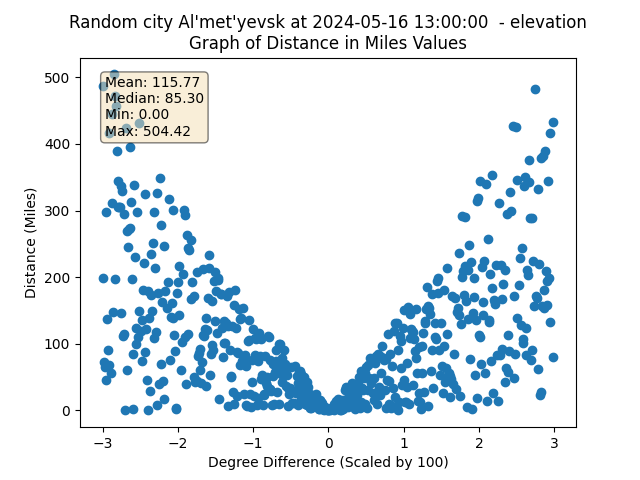 Random city Al'met'yevsk at 2024-05-16 13:00:00  - elevation
Graph of Distance in Miles Values
Mean: 115.77
Median: 85.30
Min: 0.00
Max: 504.42
500
400
300
200
100
0
Distance (Miles)
−3 −2 −1 0 1 2 3
Degree Difference (Scaled by 100)